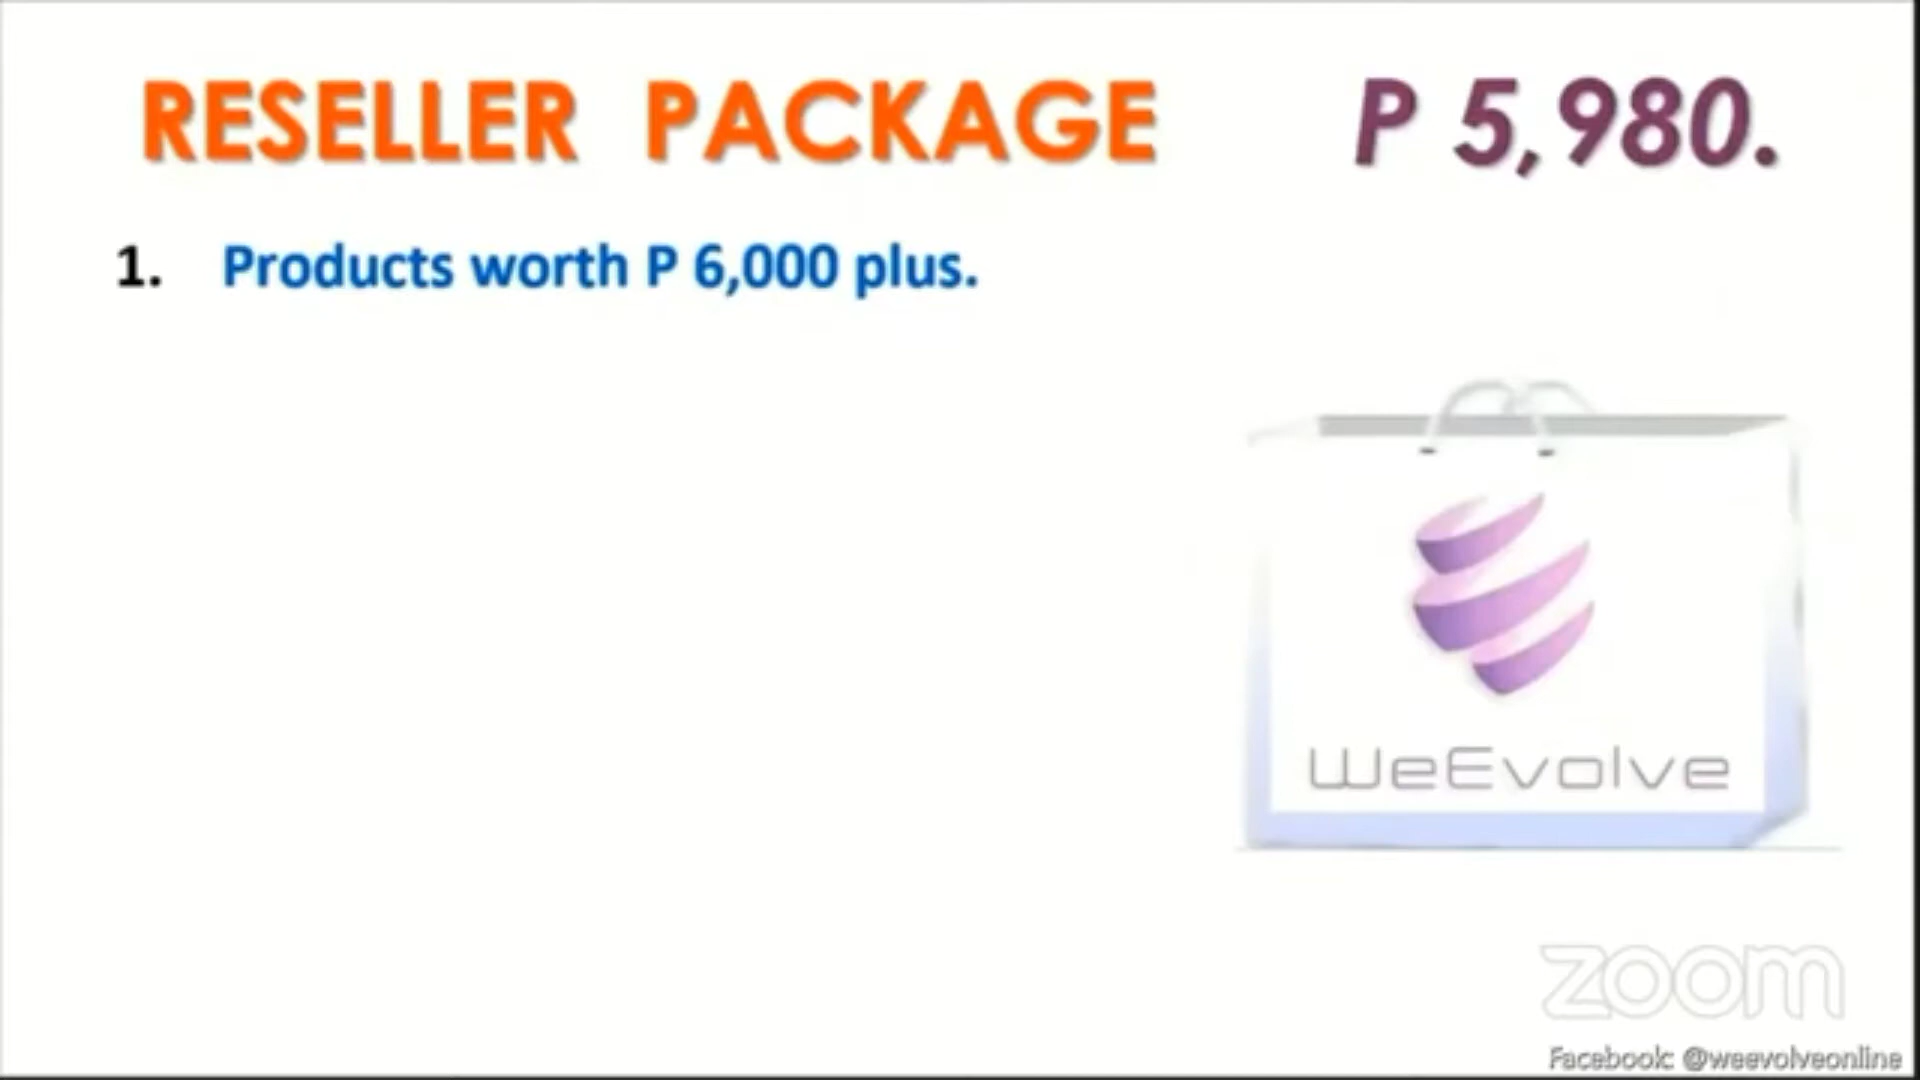 RESELLER PACKAGE P 5,980.
1. Products worth P 6,000 plus.
WeEvolve
zoom
Facebook: @weevolveonline